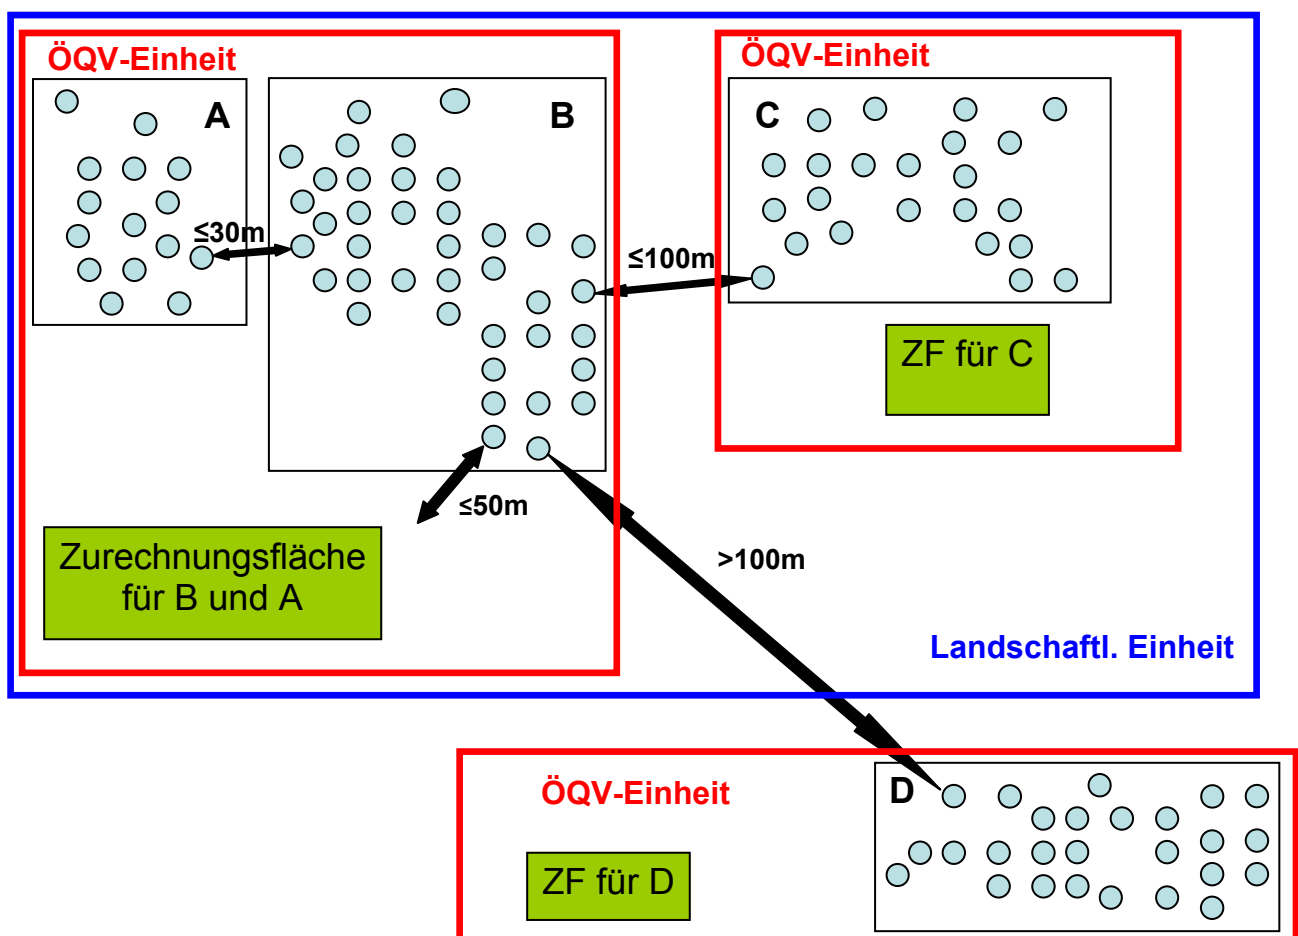 ÖQV-Einheit
A
B
≤30m
≤50m
Zurechnungsfläche
für B und A
ÖQV-Einheit
C
≤100m
ZF für C
>100m
Landschaftl. Einheit
ÖQV-Einheit
D
ZF für D